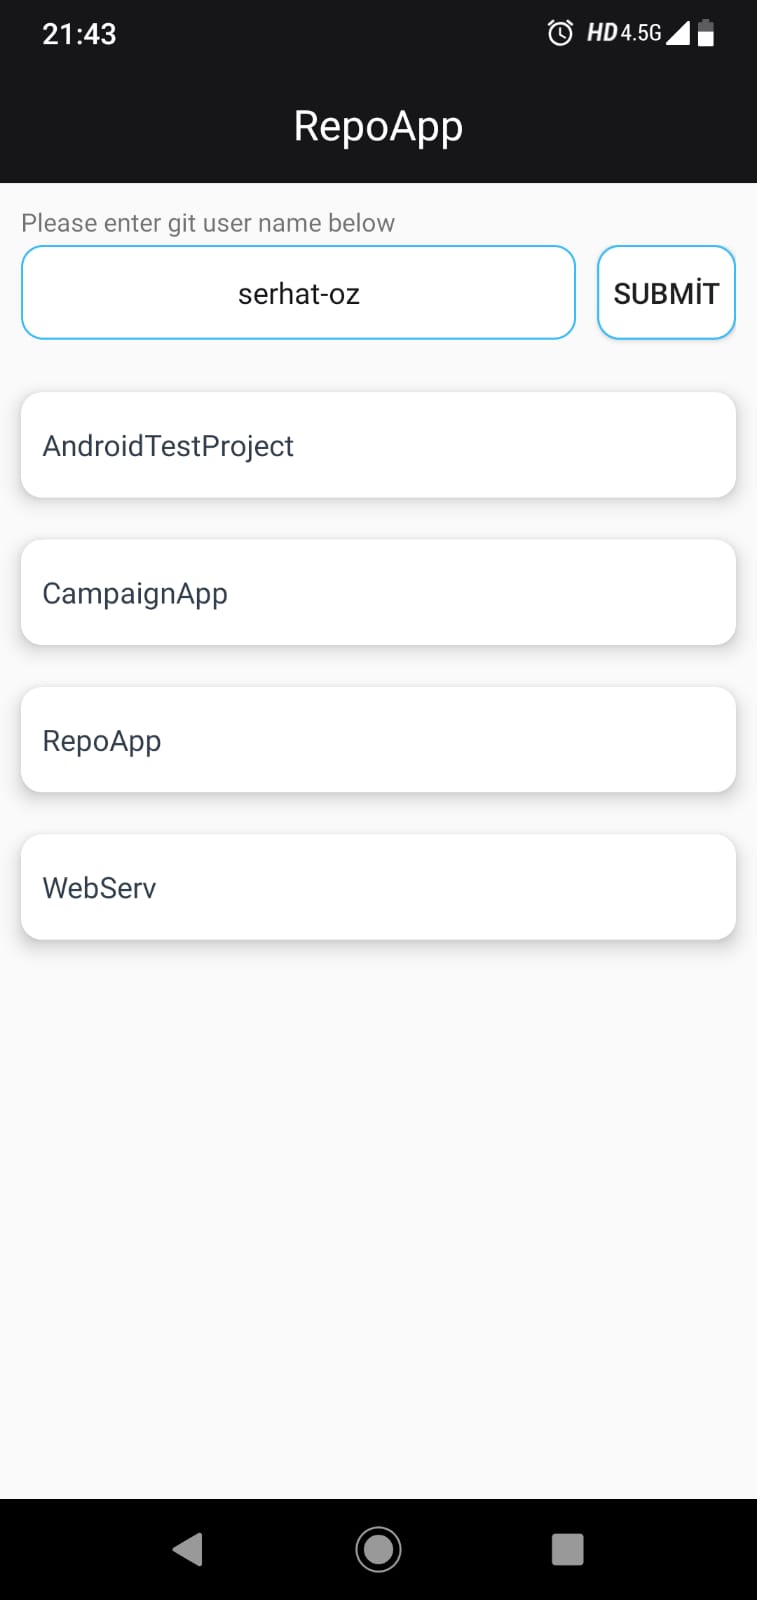 21:43 HD 4.5G
RepoApp
Please enter git user name below
serhat-oz SUBMİT
AndroidTestProject
CampaignApp
RepoApp
WebServ